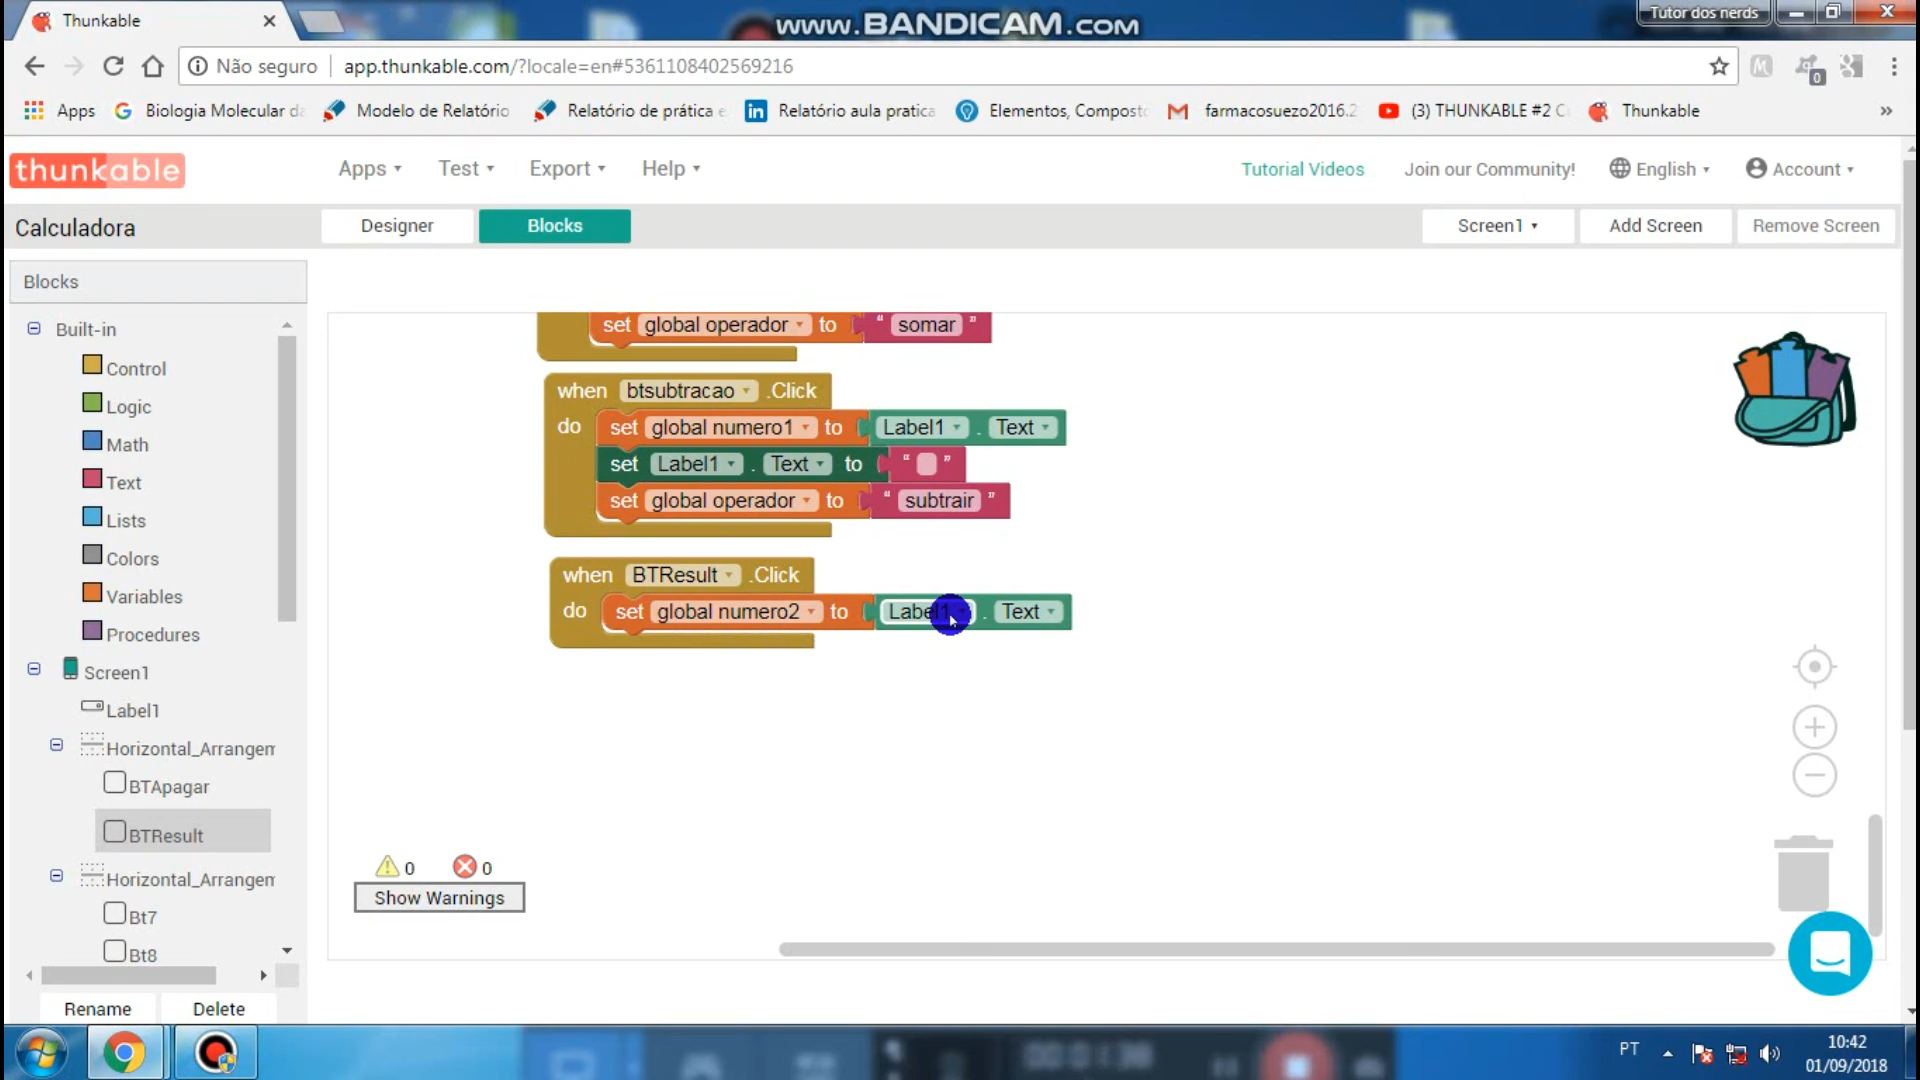 Thunkable
www.BANDICAM.com
Tutor dos nerds
Não seguro
app.thunkable.com/?locale=en#5361108402569216
0
Apps
Biologia Molecular da
Modelo de Relatório
Relatório de prática e
Relatório aula pratica
Elementos, Composto
farmacosuezo2016.2
(3) THUNKABLE #2 C
Thunkable
»
thunkable
Apps
Test
Export
Help
Tutorial Videos
Join our Community!
English
Account
Calculadora
Designer
Blocks
Screen1
Add Screen
Remove Screen
Blocks
Built-in
Control
Logic
Math
Text
Lists
Colors
Variables
Procedures
Screen1
Label1
Horizontal_Arrangem
BTApagar
BTResult
Horizontal_Arrangem
Bt7
Bt8
Rename
Delete
set global operador to “ somar ”
when btsubtracao .Click
do set global numero1 to Label1 . Text
set Label1 . Text to “ ”
set global operador to “ subtrair ”
when BTResult .Click
do set global numero2 to Label1 . Text
0
0
Show Warnings
PT
10:42
01/09/2018